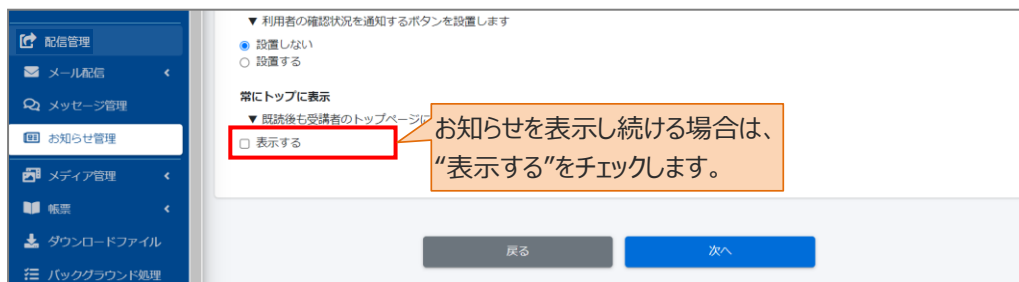 配信管理
メール配信
メッセージ管理
お知らせ管理
メディア管理
帳票
ダウンロードファイル
バックグラウンド処理
▼ 利用者の確認状況を通知するボタンを設置します
設置しない
設置する
常にトップに表示
▼ 既読後も受講者のトップページに
表示する
お知らせを表示し続ける場合は、
“表示する”をチェックします。
戻る
次へ